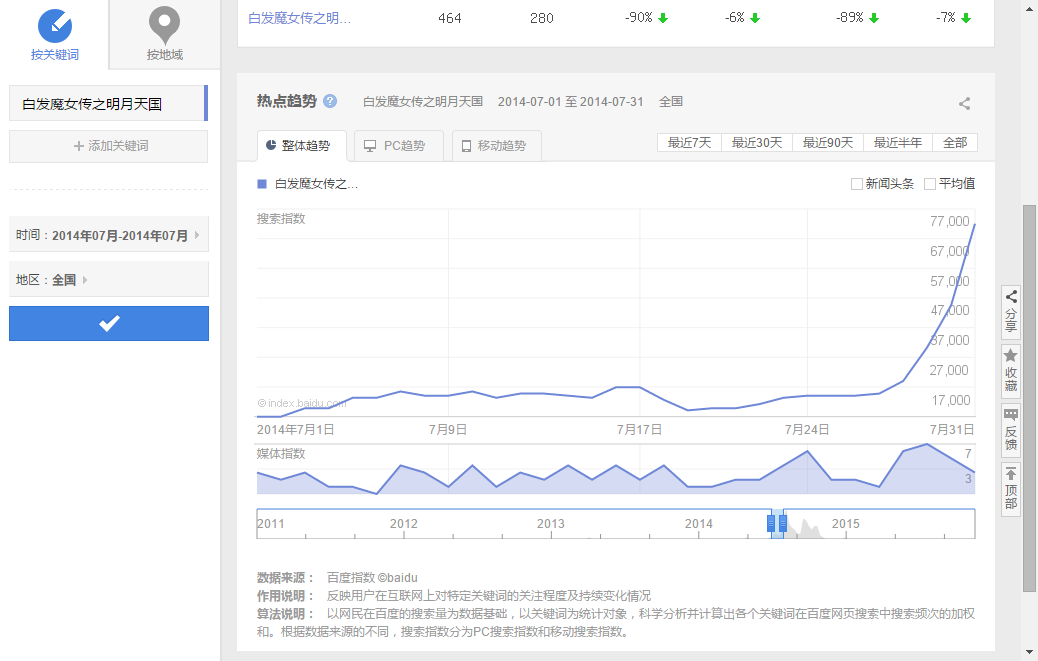 白发魔女传之明… 464 280 -90% -6% -89% -7%
按关键词 按地域
白发魔女传之明月天国
添加关键词
时间：2014年07月-2014年07月
地区：全国
热点趋势 ? 白发魔女传之明月天国 2014-07-01 至 2014-07-31 全国
整体趋势 PC趋势 移动趋势 最近7天 最近30天 最近90天 最近半年 全部
白发魔女传之… 新闻头条 平均值
搜索指数
77,000
67,000
57,000
47,000
37,000
27,000
17,000
©index.baidu.com
2014年7月1日 7月9日 7月17日 7月24日 7月31日
媒体指数 7
3
2011 2012 2013 2014 2015
数据来源： 百度指数 ©baidu
作用说明： 反映用户在互联网上对特定关键词的关注程度及持续变化情况
算法说明： 以网民在百度的搜索量为数据基础，以关键词为统计对象，科学分析并计算出各个关键词在百度网页搜索中搜索频次的加权
和。根据数据来源的不同，搜索指数分为PC搜索指数和移动搜索指数。
分享
收藏
反馈
顶部